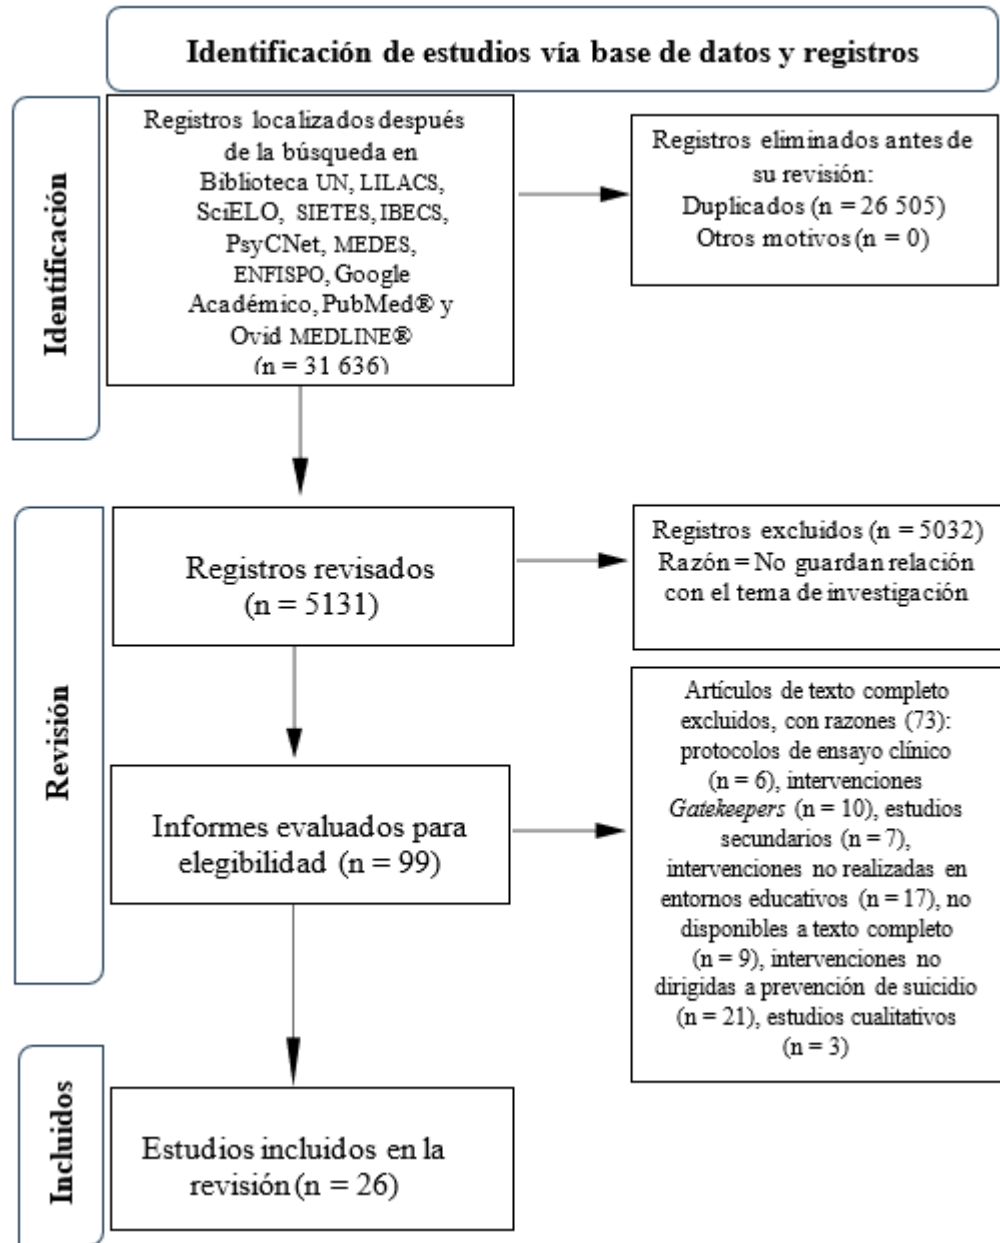 Identificación de estudios vía base de datos y registros
Identificación
Registros localizados después
de la búsqueda en
Biblioteca UN, LILACS,
SciELO, SIETES, IBECS,
PsyCNet, MEDES,
ENFISPO, Google
Académico, PubMed® y
Ovid MEDLINE®
(n = 31 636)
Registros eliminados antes de
su revisión:
Duplicados (n = 26 505)
Otros motivos (n = 0)
Revisión
Registros revisados
(n = 5131)
Registros excluidos (n = 5032)
Razón = No guardan relación
con el tema de investigación
Informes evaluados para
elegibilidad (n = 99)
Artículos de texto completo
excluidos, con razones (73):
protocolos de ensayo clínico
(n = 6), intervenciones
Gatekeepers (n = 10), estudios
secundarios (n = 7),
intervenciones no realizadas en
entornos educativos (n = 17), no
disponibles a texto completo
(n = 9), intervenciones no
dirigidas a prevención de suicidio
(n = 21), estudios cualitativos
(n = 3)
Incluidos
Estudios incluidos en la
revisión (n = 26)